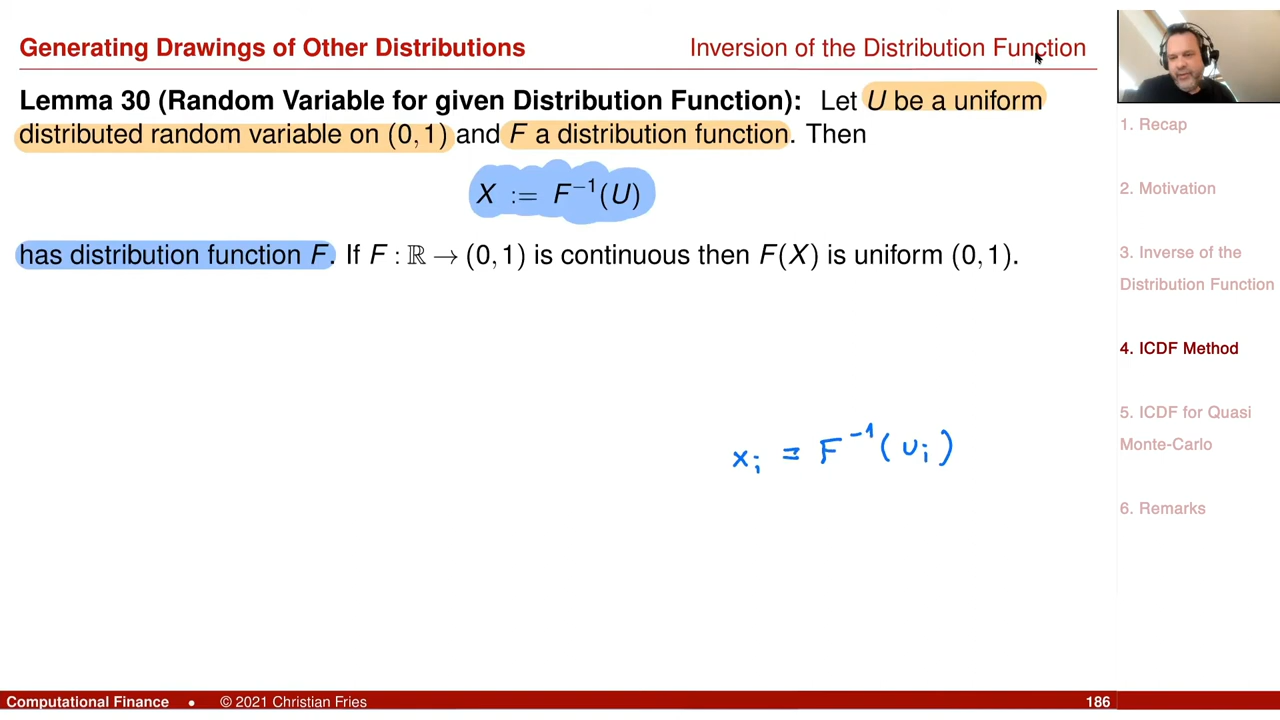 Generating Drawings of Other Distributions
Inversion of the Distribution Function
Lemma 30 (Random Variable for given Distribution Function): Let U be a uniform
distributed random variable on (0, 1) and F a distribution function. Then
X := F⁻¹(U)
has distribution function F. If F : ℝ → (0, 1) is continuous then F(X) is uniform (0, 1).
xᵢ = F⁻¹(uᵢ)
1. Recap
2. Motivation
3. Inverse of the
Distribution Function
4. ICDF Method
5. ICDF for Quasi
Monte-Carlo
6. Remarks
Computational Finance • © 2021 Christian Fries
186